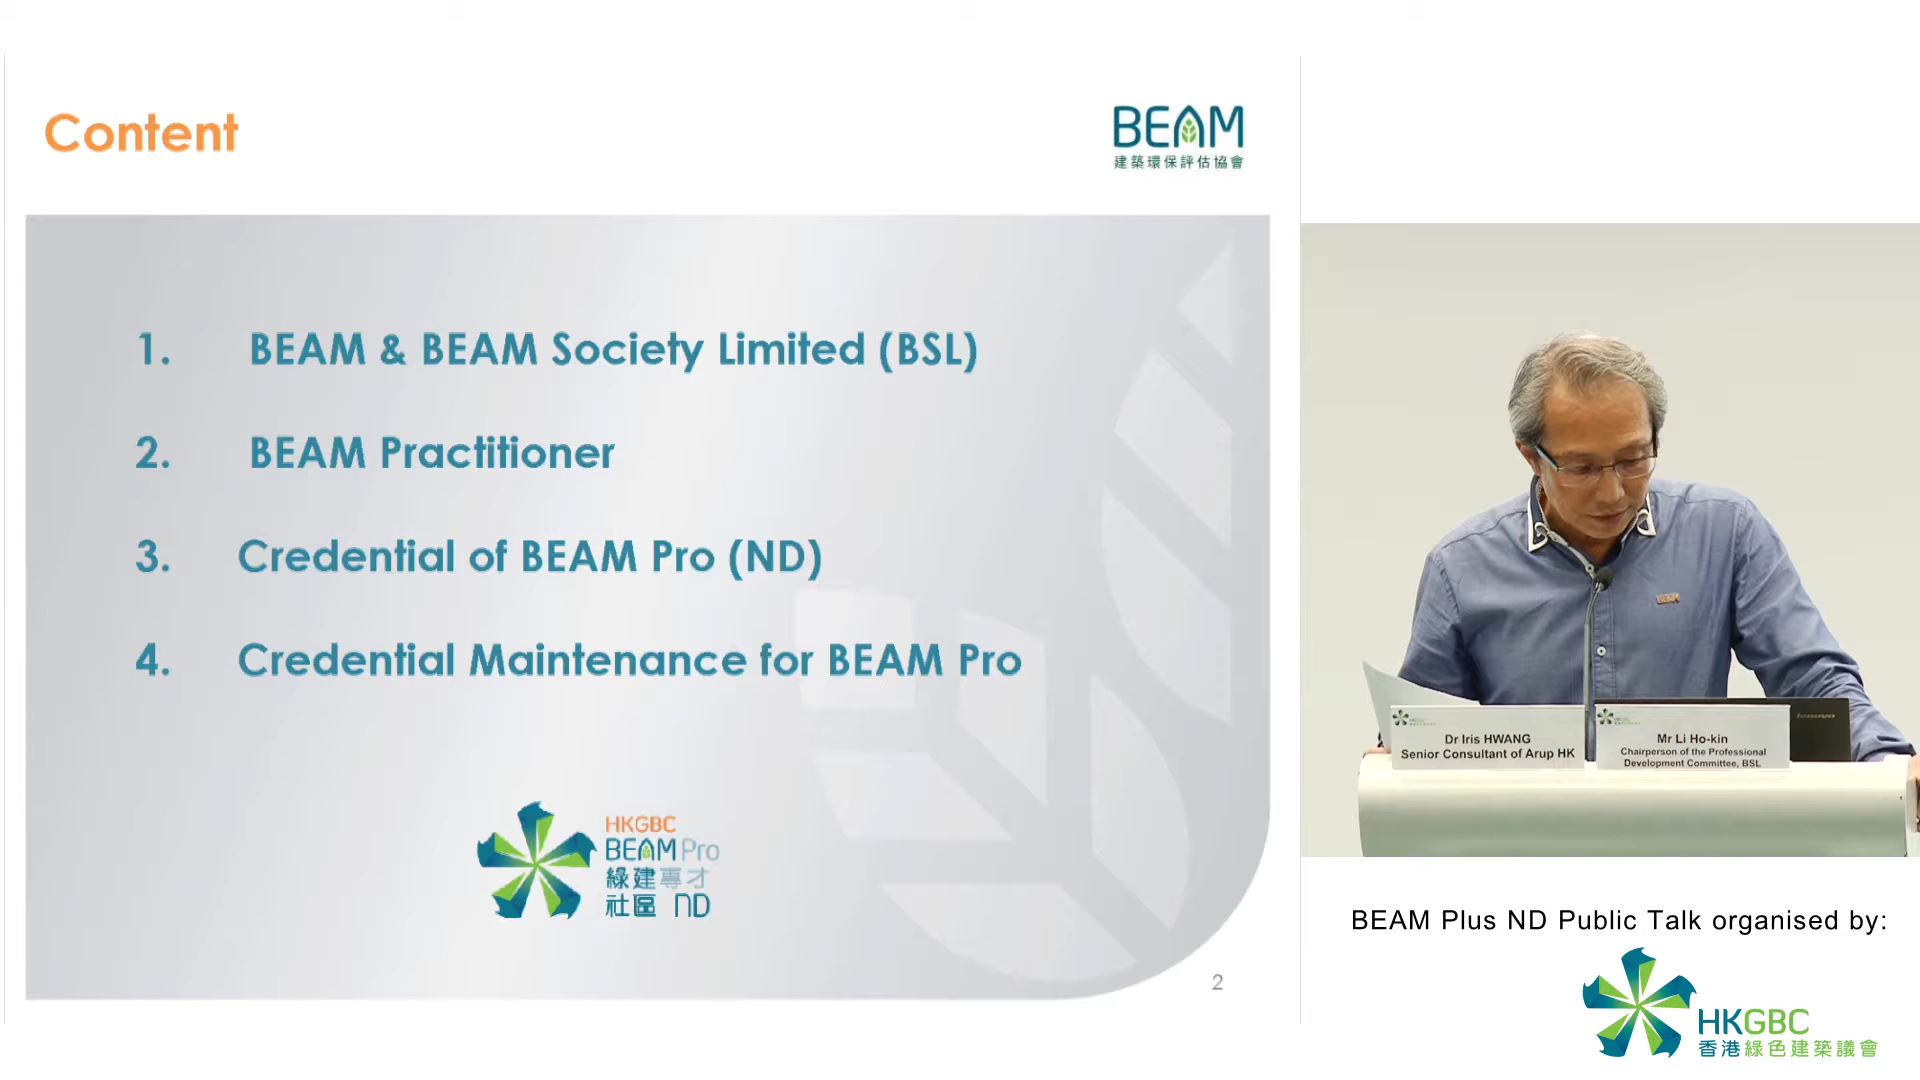 Content
BEAM
建築環保評估協會
1. BEAM & BEAM Society Limited (BSL)
2. BEAM Practitioner
3. Credential of BEAM Pro (ND)
4. Credential Maintenance for BEAM Pro
HKGBC
BEAM Pro
綠建專才
社區 ND
2
BEAM
HKGBC
Dr Iris HWANG
Senior Consultant of Arup HK
HKGBC
Mr Li Ho-kin
Chairperson of the Professional
Development Committee, BSL
lenovo
BEAM Plus ND Public Talk organised by:
HKGBC
香港綠色建築議會